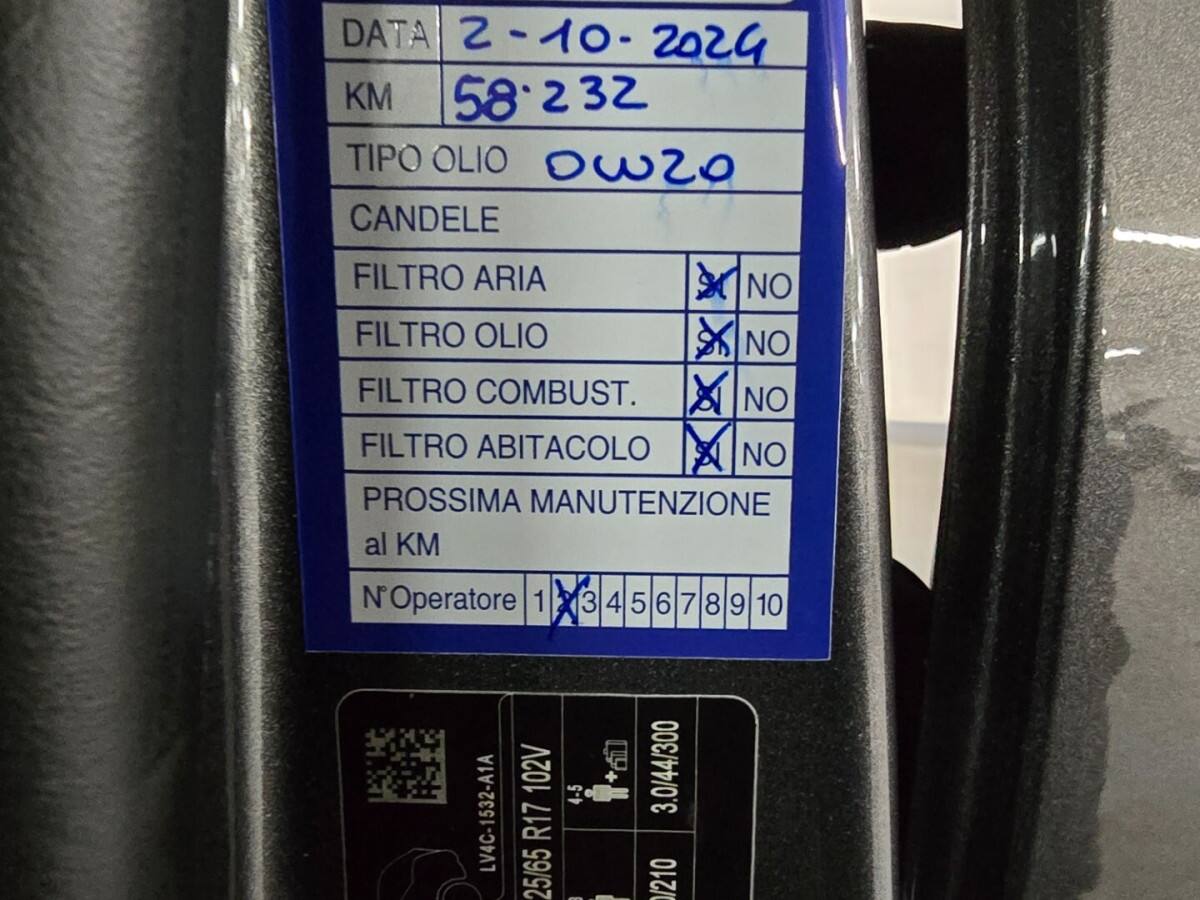 DATA 2-10-2024
KM 58.232
TIPO OLIO 0W20
CANDELE
FILTRO ARIA SI NO
FILTRO OLIO SI NO
FILTRO COMBUST. SI NO
FILTRO ABITACOLO SI NO
PROSSIMA MANUTENZIONE
al KM
N° Operatore 1 2 3 4 5 6 7 8 9 10
LV4C-1532-A1A
25/65 R17 102V
4-5
3.0/44/300
0/210